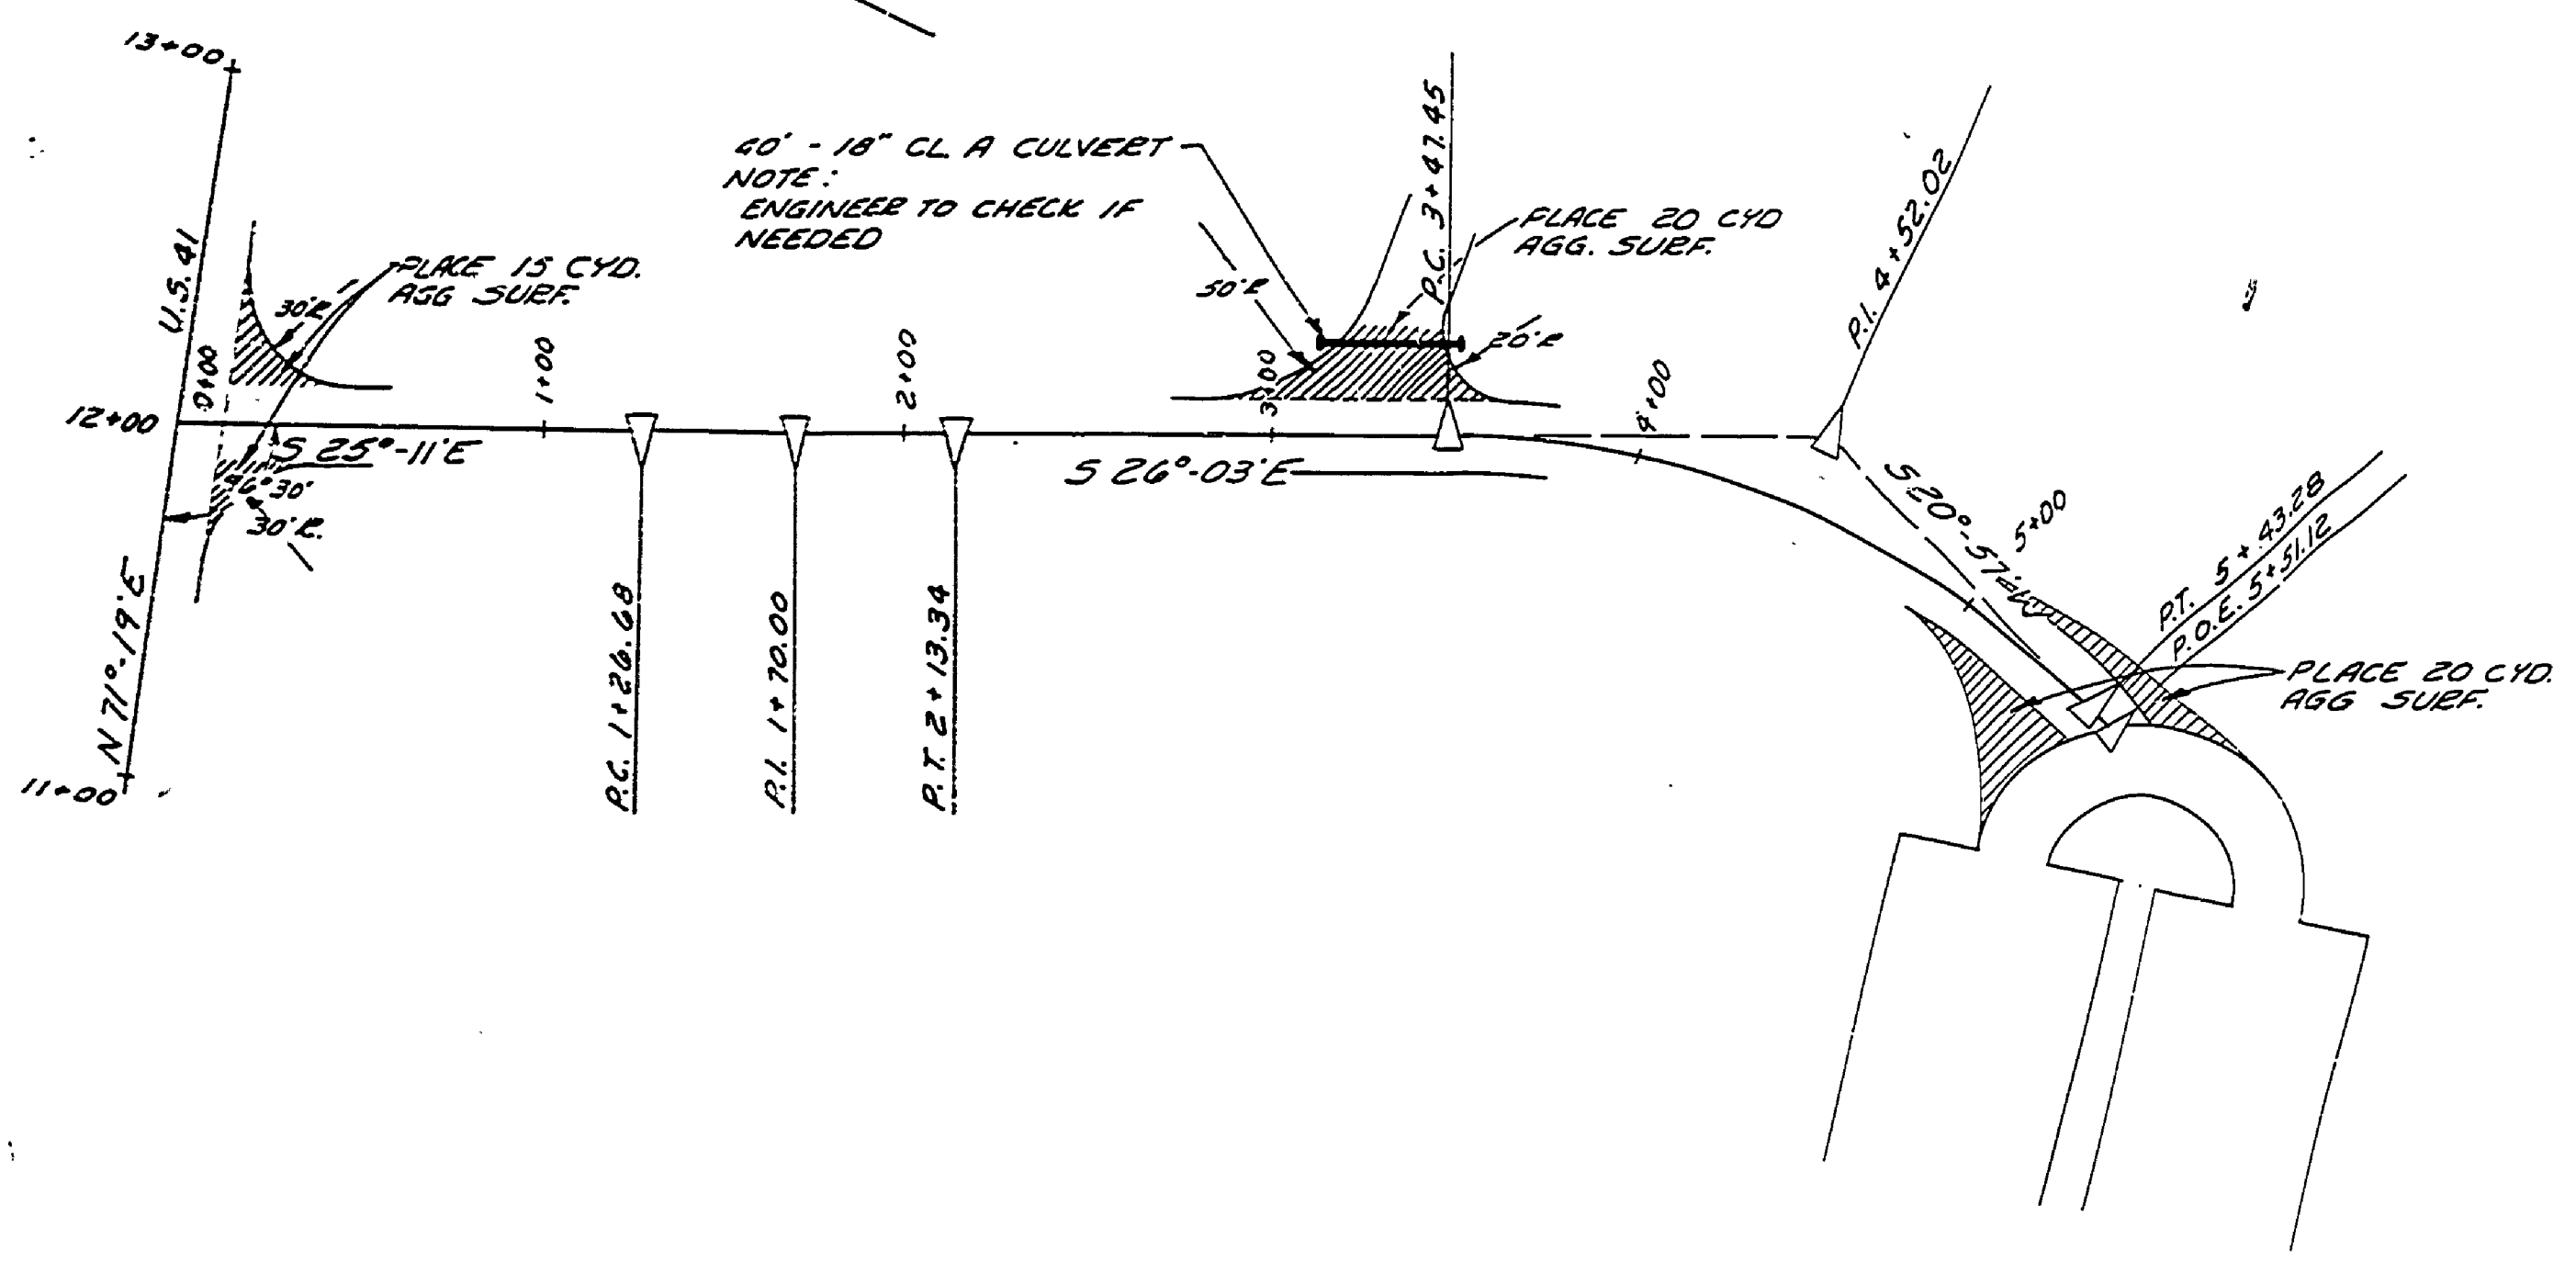 13+00
U.S. 41
12+00
N 71°-19'E
11+00
0+00
30'R
PLACE 15 CYD.
AGG SURF.
S 25°-11'E
96°30'
30'R.
1+00
2+00
P.C. 1+26.68
P.I. 1+70.00
P.T. 2+13.34
40' - 18" CL. A CULVERT
NOTE:
ENGINEER TO CHECK IF
NEEDED
50'R
3+00
P.C. 3+47.45
PLACE 20 CYD
AGG. SURF.
20'R
S 26°-03'E
4+00
P.I. 4+52.02
S 20°-57'W
5+00
P.T. 5+43.28
P.O.E. 5+51.12
PLACE 20 CYD.
AGG SURF.